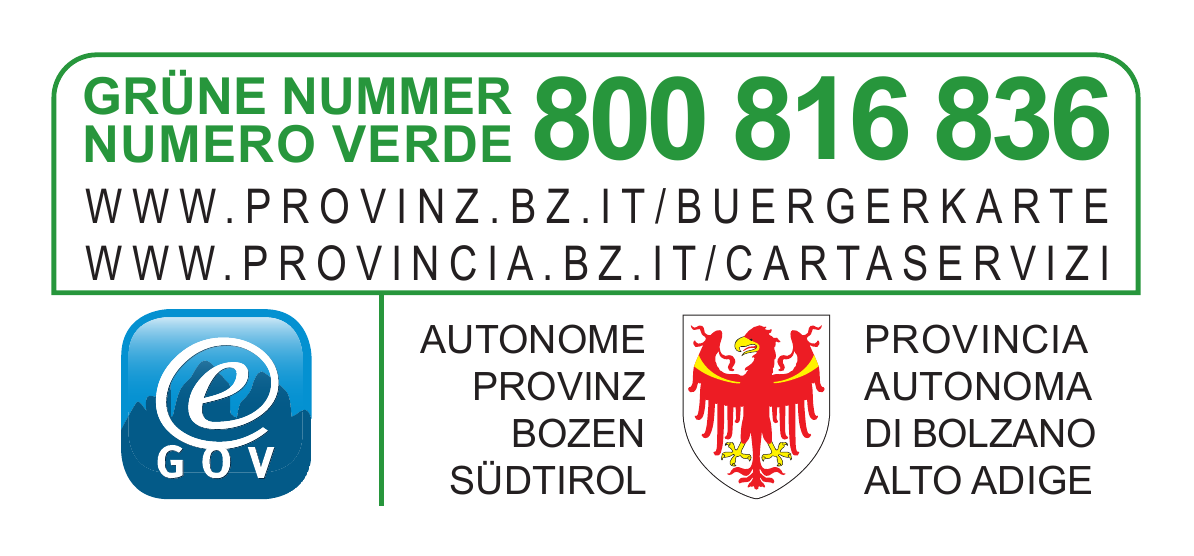 GRÜNE NUMMER
NUMERO VERDE
800 816 836
WWW.PROVINZ.BZ.IT/BUERGERKARTE
WWW.PROVINCIA.BZ.IT/CARTASERVIZI
e
GOV
AUTONOME
PROVINZ
BOZEN
SÜDTIROL
PROVINCIA
AUTONOMA
DI BOLZANO
ALTO ADIGE